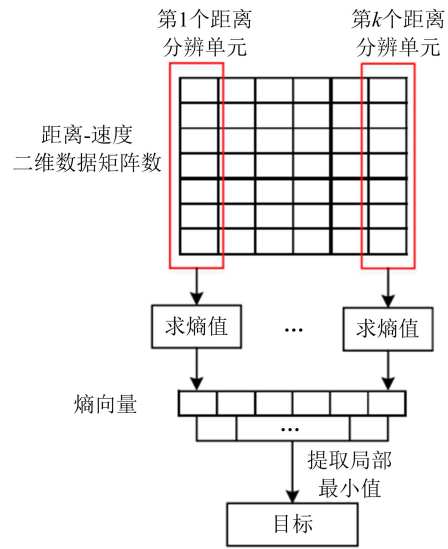 第1个距离
分辨单元
第k个距离
分辨单元
距离-速度
二维数据矩阵数
求熵值
...
求熵值
熵向量
...
提取局部
最小值
目标